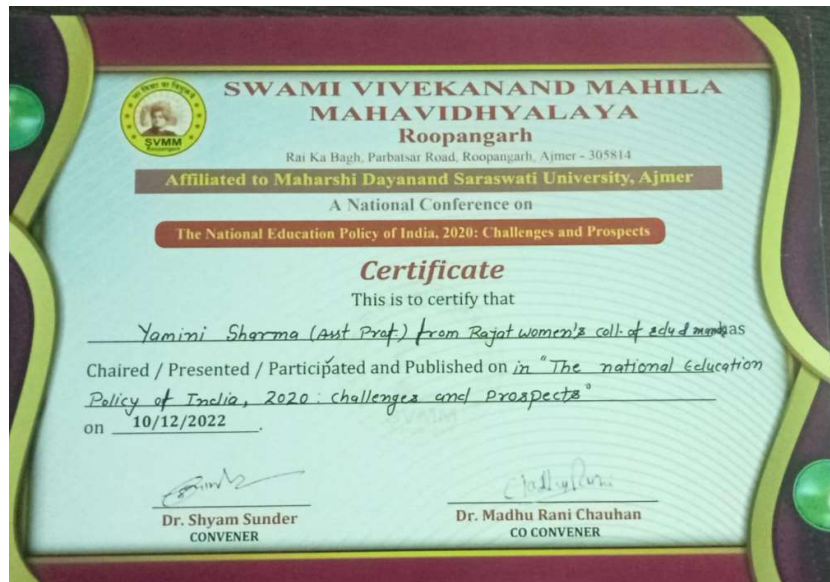 SWAMI VIVEKANAND MAHILA
MAHAVIDHYALAYA
Roopangarh
SVMM
Rai Ka Bagh, Parbatsar Road, Roopangarh, Ajmer - 305814
Affiliated to Maharshi Dayanand Saraswati University, Ajmer
A National Conference on
The National Education Policy of India, 2020: Challenges and Prospects
Certificate
This is to certify that
Yamini Sharma (Asst Prof.) from Rajat women's coll. of has
Chaired / Presented / Participated and Published on in "The national Education
Policy of India, 2020: challenges and Prospects"
on 10/12/2022.
Dr. Shyam Sunder
CONVENER
Dr. Madhu Rani Chauhan
CO CONVENER